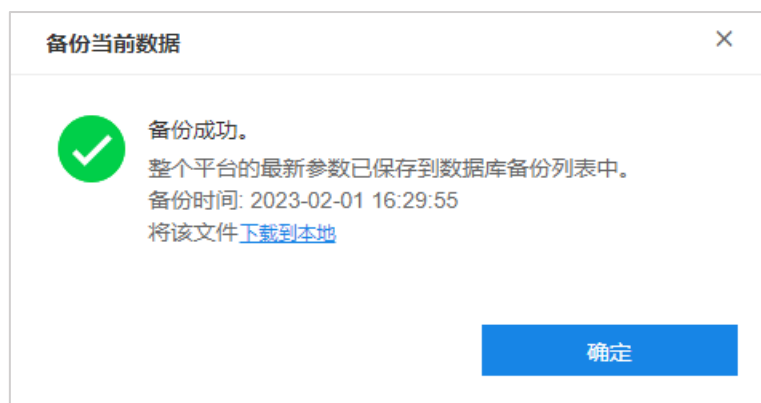 备份当前数据
备份成功。
整个平台的最新参数已保存到数据库备份列表中。
备份时间: 2023-02-01 16:29:55
将该文件下载到本地
确定